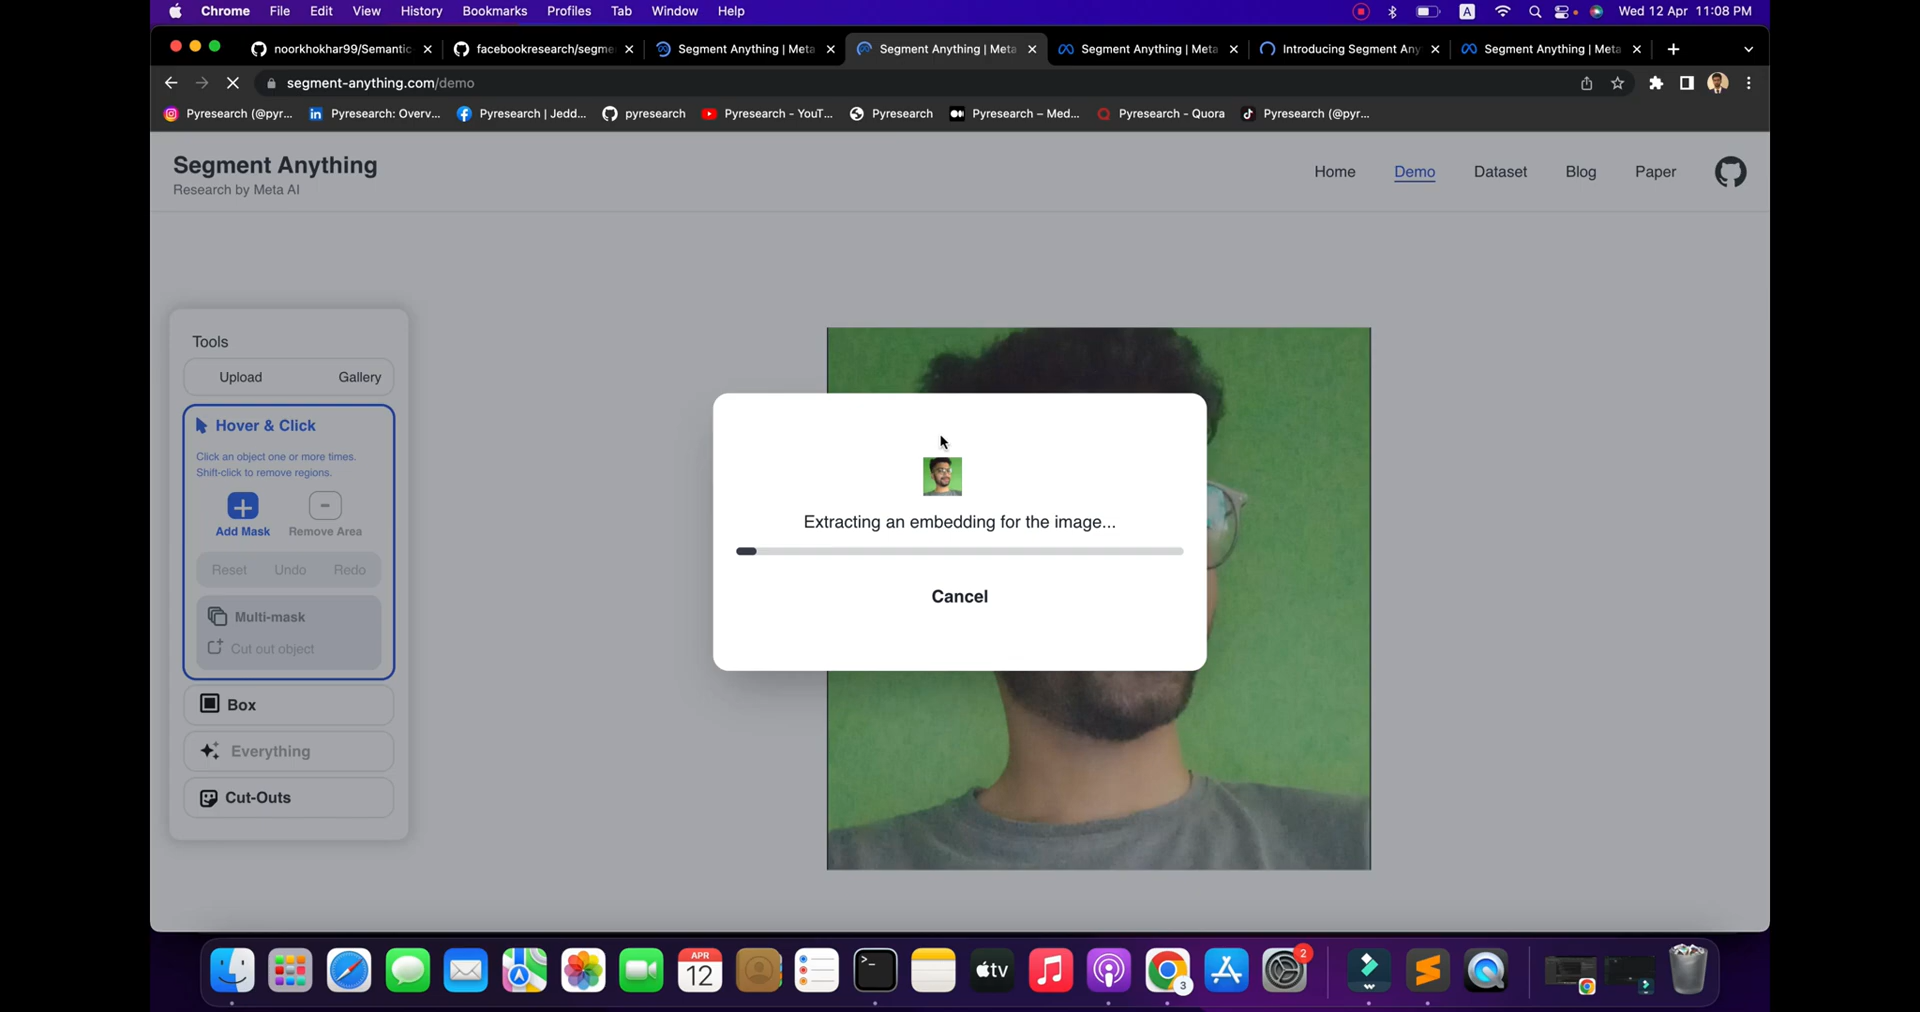 Chrome File Edit View History Bookmarks Profiles Tab Window Help A Wed 12 Apr 11:08 PM
noorkhokhar99/Semantic facebookresearch/segme Segment Anything | Meta Segment Anything | Meta Segment Anything | Meta Introducing Segment Any Segment Anything | Meta
segment-anything.com/demo
Pyresearch (@pyr... Pyresearch: Overv... Pyresearch | Jedd... pyresearch Pyresearch - YouT... Pyresearch Pyresearch – Med... Pyresearch - Quora Pyresearch (@pyr...
Segment Anything
Research by Meta AI
Home Demo Dataset Blog Paper
Tools
Upload Gallery
Hover & Click
Click an object one or more times.
Shift-click to remove regions.
Add Mask Remove Area
Reset Undo Redo
Multi-mask
Cut out object
Box
Everything
Cut-Outs
Extracting an embedding for the image...
Cancel
APR
12
tv
3
2